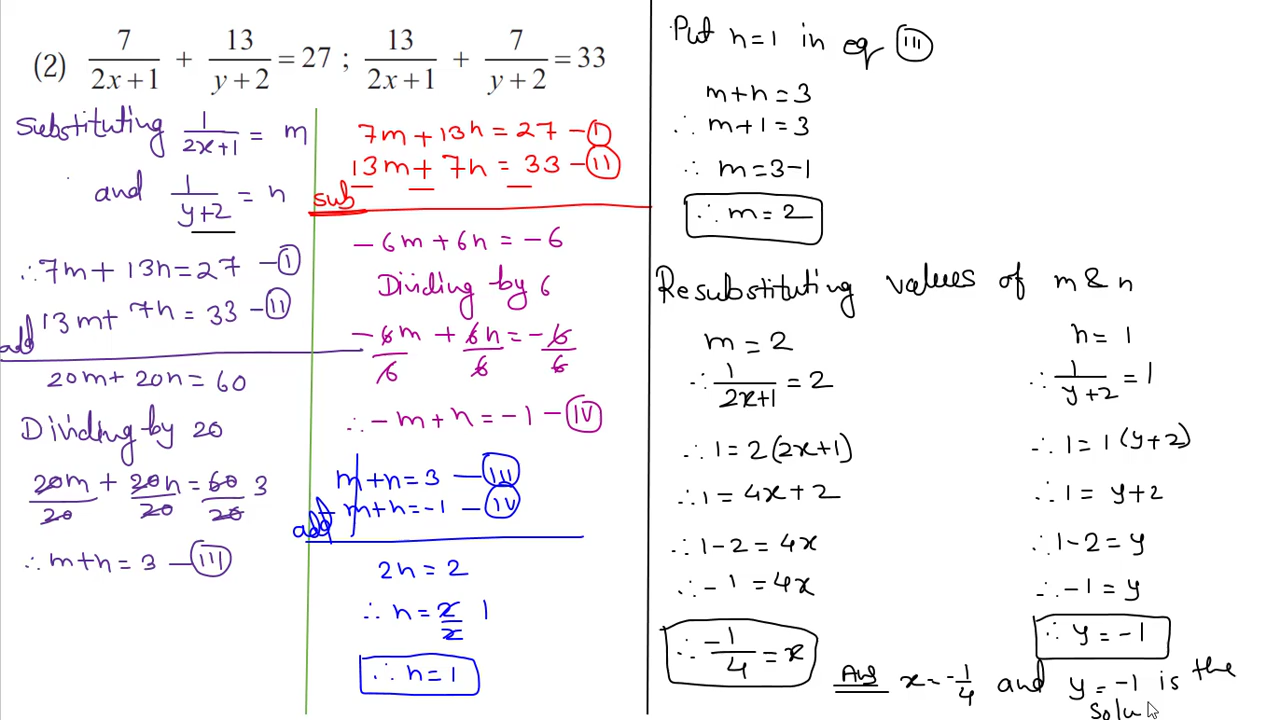 (2) 7/(2x+1) + 13/(y+2) = 27 ; 13/(2x+1) + 7/(y+2) = 33
Substituting 1/(2x+1) = m
and 1/(y+2) = n
∴ 7m + 13n = 27 – (I)
13m + 7n = 33 – (II)
add
20m + 20n = 60
Dividing by 20
20m/20 + 20n/20 = 60/20 3
∴ m + n = 3 – (III)
7m + 13n = 27 – (I)
13m + 7n = 33 – (II)
sub
– 6m + 6n = – 6
Dividing by 6
– 6m/6 + 6n/6 = – 6/6
∴ – m + n = – 1 – (IV)
m + n = 3 – (III)
– m + n = – 1 – (IV)
add
2n = 2
∴ n = 2/2 1
∴ n = 1
Put n = 1 in eq (III)
m + n = 3
∴ m + 1 = 3
∴ m = 3 – 1
∴ m = 2
Resubstituting values of m & n
m = 2
∴ 1/(2x+1) = 2
∴ 1 = 2(2x+1)
∴ 1 = 4x + 2
∴ 1 – 2 = 4x
∴ – 1 = 4x
∴ –1/4 = x
n = 1
∴ 1/(y+2) = 1
∴ 1 = 1(y+2)
∴ 1 = y + 2
∴ 1 – 2 = y
∴ – 1 = y
∴ y = – 1
Ans x = –1/4 and y = –1 is the
Solu